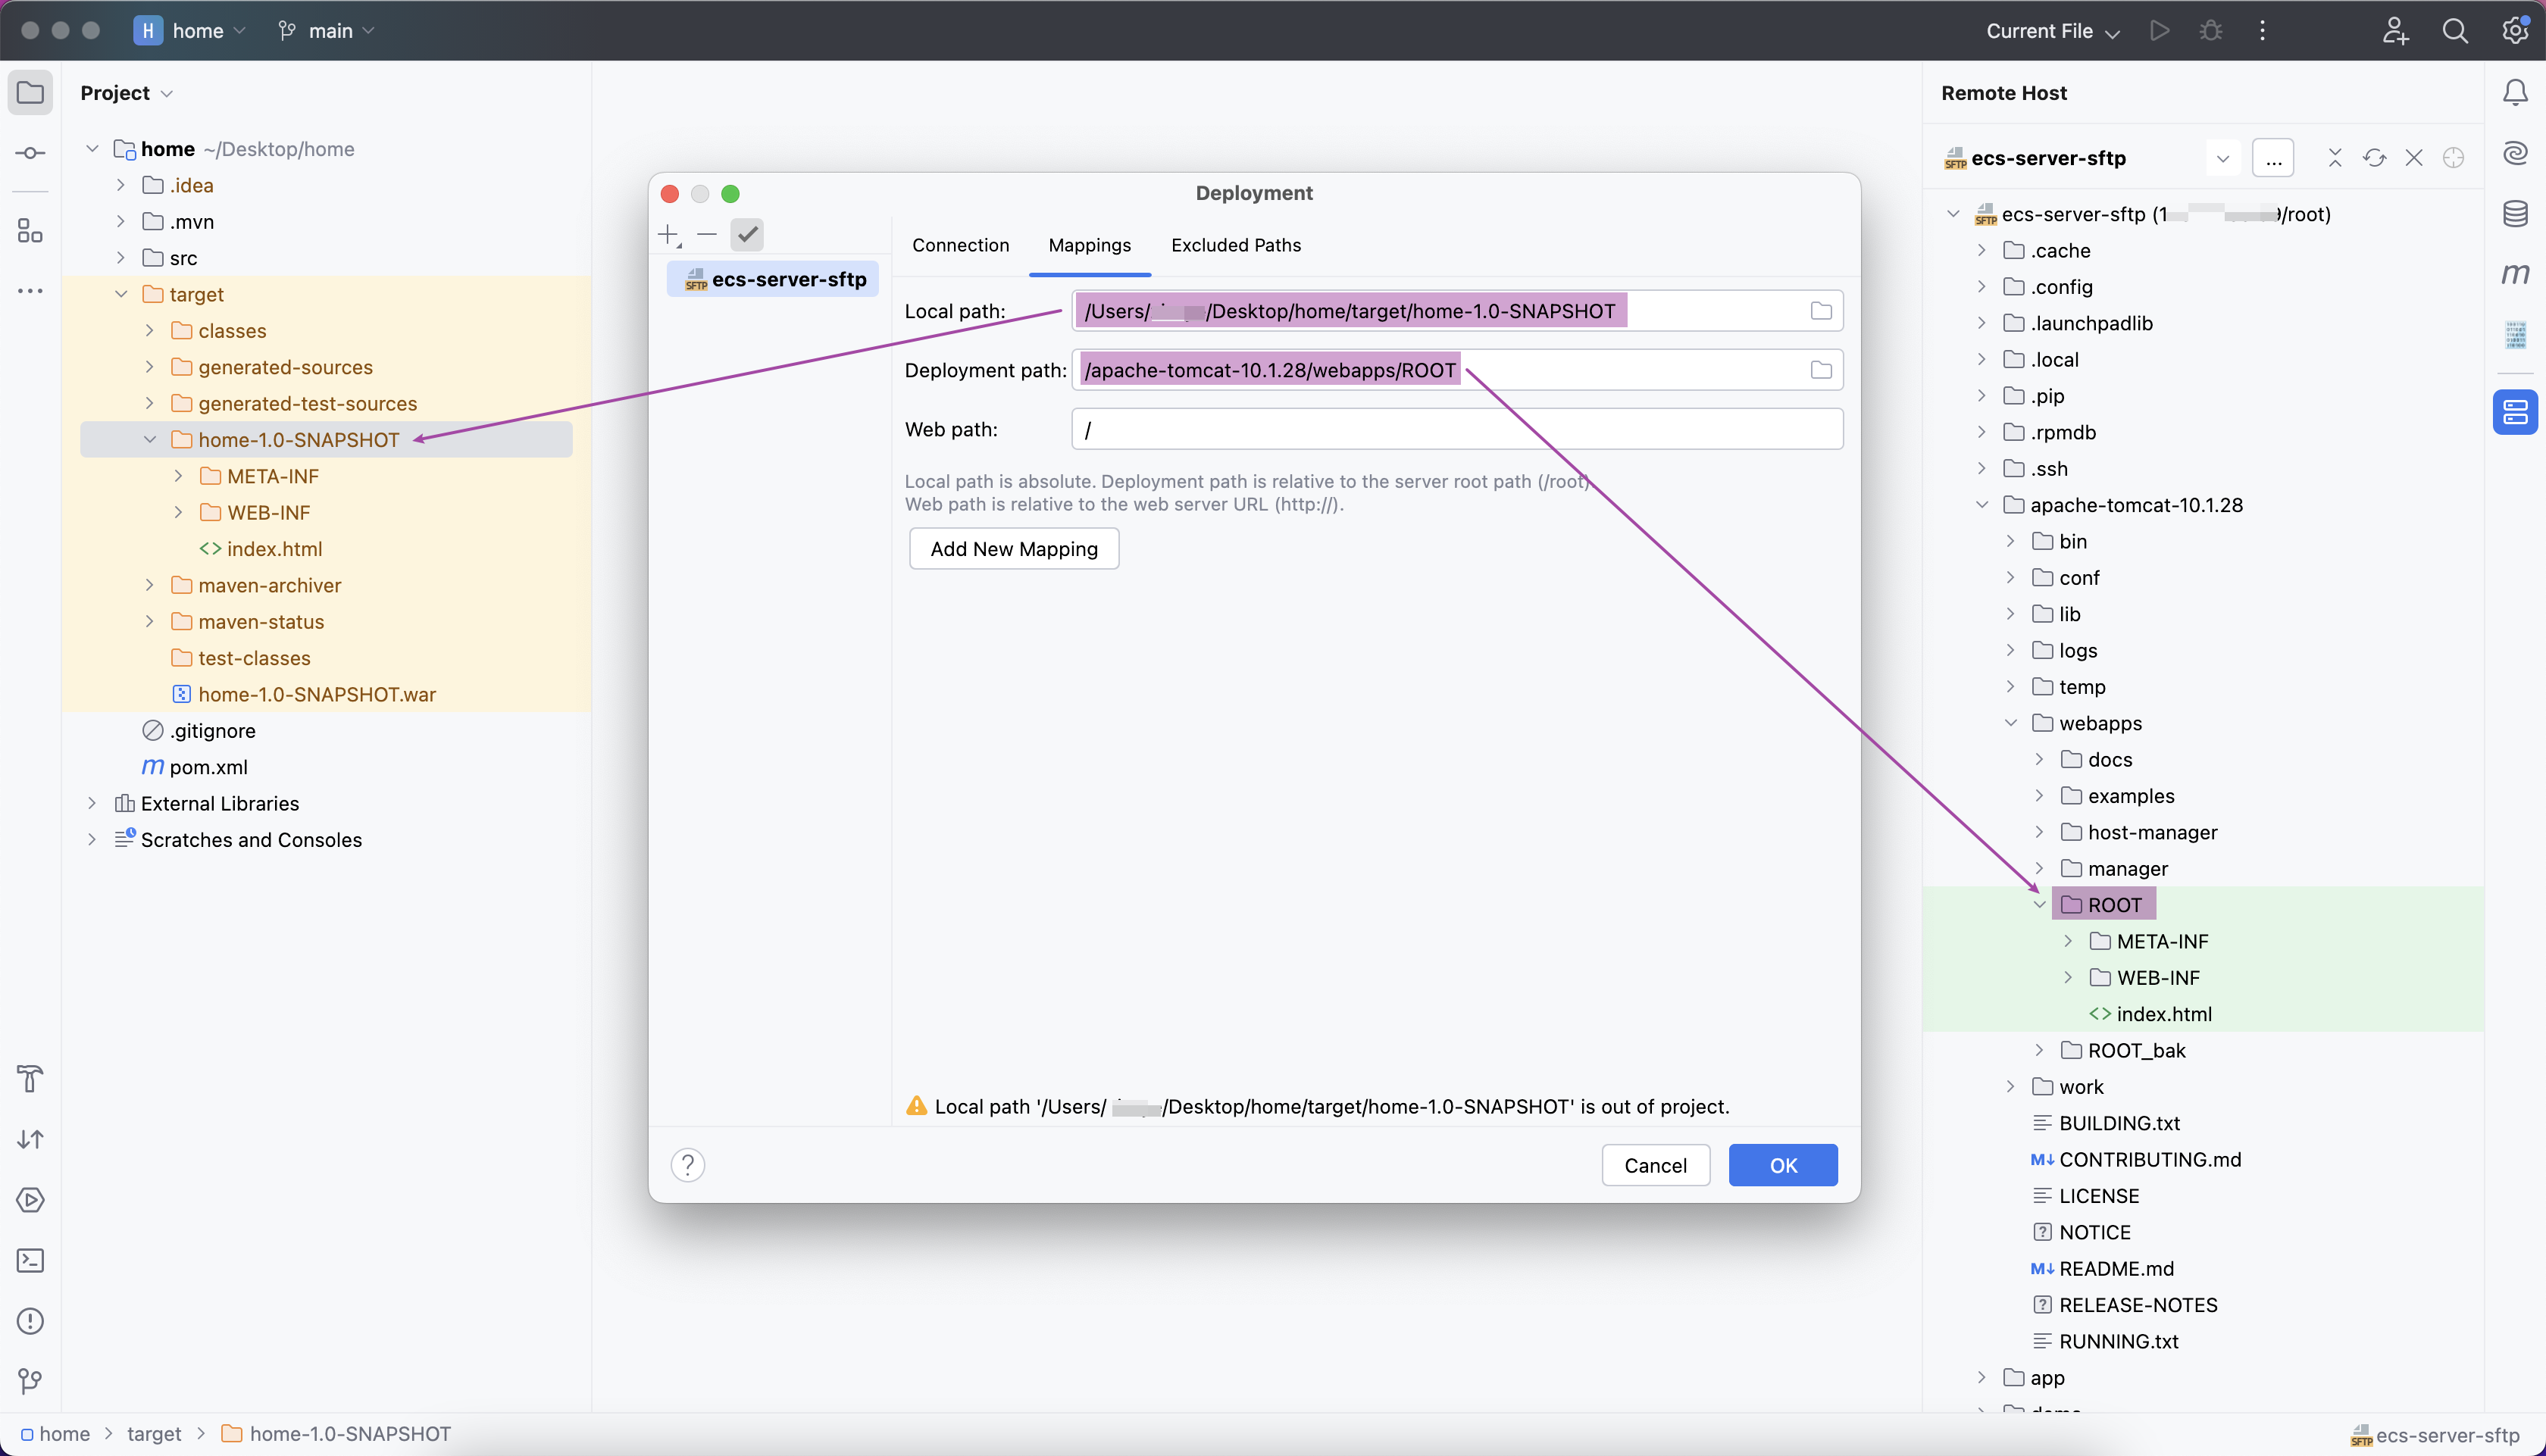 H home main Current File
Project
home ~/Desktop/home
.idea
.mvn
src
target
classes
generated-sources
generated-test-sources
home-1.0-SNAPSHOT
META-INF
WEB-INF
index.html
maven-archiver
maven-status
test-classes
home-1.0-SNAPSHOT.war
.gitignore
m pom.xml
External Libraries
Scratches and Consoles
Deployment
SFTP ecs-server-sftp
Connection Mappings Excluded Paths
Local path: /Users/ /Desktop/home/target/home-1.0-SNAPSHOT
Deployment path: /apache-tomcat-10.1.28/webapps/ROOT
Web path: /
Local path is absolute. Deployment path is relative to the server root path (/root).
Web path is relative to the web server URL (http://).
Add New Mapping
Local path '/Users/ /Desktop/home/target/home-1.0-SNAPSHOT' is out of project.
? Cancel OK
Remote Host
SFTP ecs-server-sftp ...
SFTP ecs-server-sftp (1 9/root)
.cache
.config
.launchpadlib
.local
.pip
.rpmdb
.ssh
apache-tomcat-10.1.28
bin
conf
lib
logs
temp
webapps
docs
examples
host-manager
manager
ROOT
META-INF
WEB-INF
index.html
ROOT_bak
work
BUILDING.txt
M↓ CONTRIBUTING.md
LICENSE
? NOTICE
M↓ README.md
? RELEASE-NOTES
RUNNING.txt
app
m
home > target > home-1.0-SNAPSHOT
SFTP ecs-server-sftp